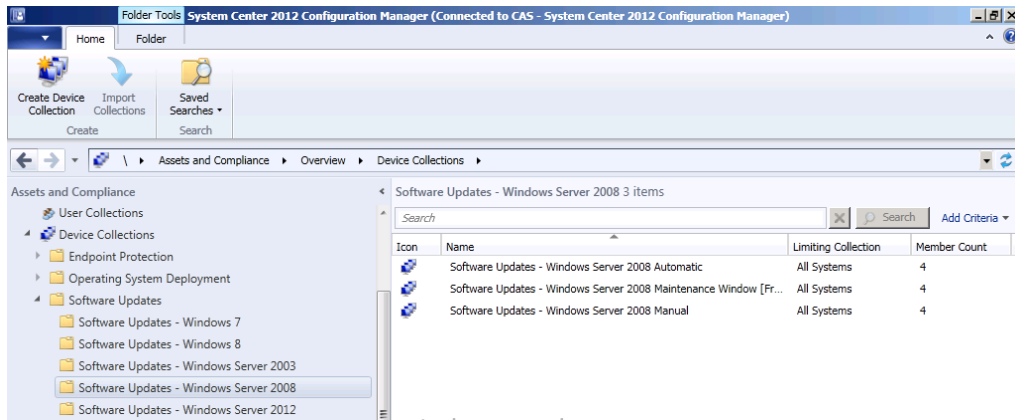 Folder Tools System Center 2012 Configuration Manager (Connected to CAS - System Center 2012 Configuration Manager)
Home Folder
Create Device Collection
Import Collections
Saved Searches
Create Search
\ Assets and Compliance Overview Device Collections
Assets and Compliance
User Collections
Device Collections
Endpoint Protection
Operating System Deployment
Software Updates
Software Updates - Windows 7
Software Updates - Windows 8
Software Updates - Windows Server 2003
Software Updates - Windows Server 2008
Software Updates - Windows Server 2012
Software Updates - Windows Server 2008 3 items
Search Search Add Criteria
Icon Name Limiting Collection Member Count
Software Updates - Windows Server 2008 Automatic All Systems 4
Software Updates - Windows Server 2008 Maintenance Window [Fr... All Systems 4
Software Updates - Windows Server 2008 Manual All Systems 4